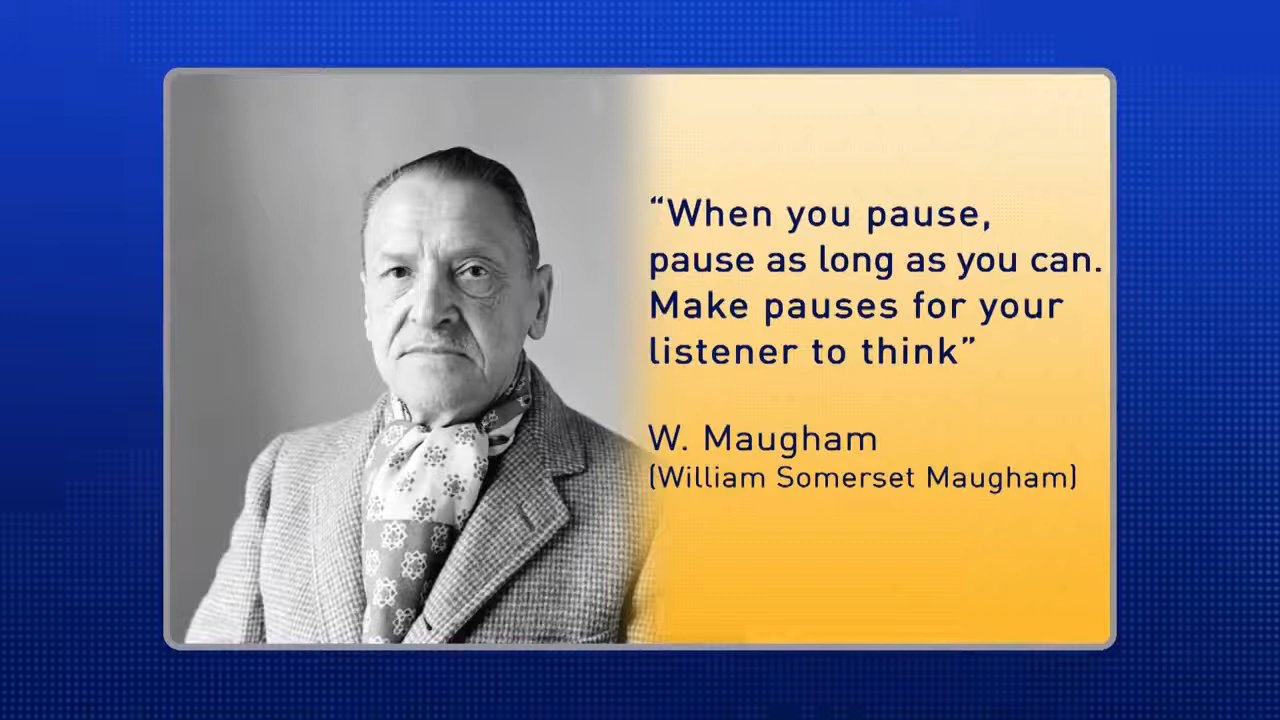 “When you pause,
pause as long as you can.
Make pauses for your
listener to think”
W. Maugham
(William Somerset Maugham)